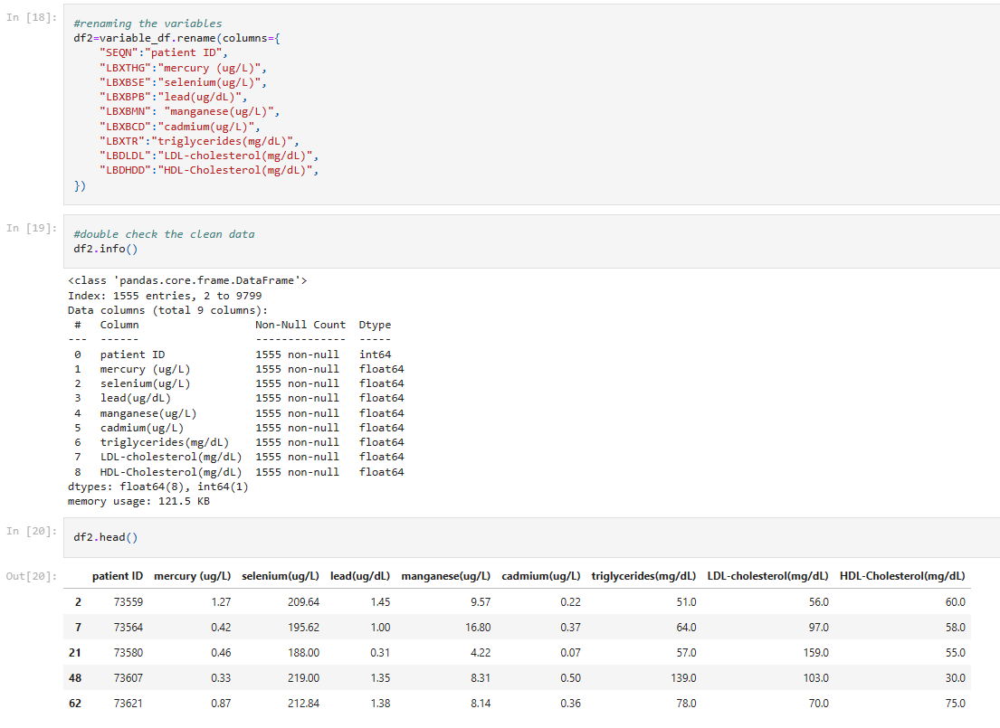 In [18]:
#renaming the variables
df2=variable_df.rename(columns={
    "SEQN":"patient ID",
    "LBXTHG":"mercury (ug/L)",
    "LBXBSE":"selenium(ug/L)",
    "LBXBPB":"lead(ug/dL)",
    "LBXBMN": "manganese(ug/L)",
    "LBXBCD":"cadmium(ug/L)",
    "LBXTR":"triglycerides(mg/dL)",
    "LBDLDL":"LDL-cholesterol(mg/dL)",
    "LBDHDD":"HDL-Cholesterol(mg/dL)",
})
In [19]:
#double check the clean data
df2.info()
<class 'pandas.core.frame.DataFrame'>
Index: 1555 entries, 2 to 9799
Data columns (total 9 columns):
 #   Column                  Non-Null Count  Dtype
---  ------                  --------------  -----
 0   patient ID              1555 non-null   int64
 1   mercury (ug/L)          1555 non-null   float64
 2   selenium(ug/L)          1555 non-null   float64
 3   lead(ug/dL)             1555 non-null   float64
 4   manganese(ug/L)         1555 non-null   float64
 5   cadmium(ug/L)           1555 non-null   float64
 6   triglycerides(mg/dL)    1555 non-null   float64
 7   LDL-cholesterol(mg/dL)  1555 non-null   float64
 8   HDL-Cholesterol(mg/dL)  1555 non-null   float64
dtypes: float64(8), int64(1)
memory usage: 121.5 KB
In [20]:
df2.head()
Out[20]:
patient ID mercury (ug/L) selenium(ug/L) lead(ug/dL) manganese(ug/L) cadmium(ug/L) triglycerides(mg/dL) LDL-cholesterol(mg/dL) HDL-Cholesterol(mg/dL)
2 73559 1.27 209.64 1.45 9.57 0.22 51.0 56.0 60.0
7 73564 0.42 195.62 1.00 16.80 0.37 64.0 97.0 58.0
21 73580 0.46 188.00 0.31 4.22 0.07 57.0 159.0 55.0
48 73607 0.33 219.00 1.35 8.31 0.50 139.0 103.0 30.0
62 73621 0.87 212.84 1.38 8.14 0.36 78.0 70.0 75.0